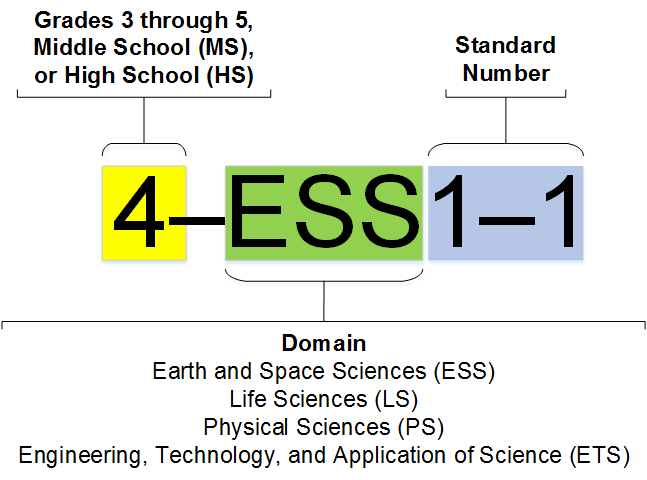 Grades 3 through 5,
Middle School (MS),
or High School (HS)
Standard
Number
4–ESS1–1
Domain
Earth and Space Sciences (ESS)
Life Sciences (LS)
Physical Sciences (PS)
Engineering, Technology, and Application of Science (ETS)